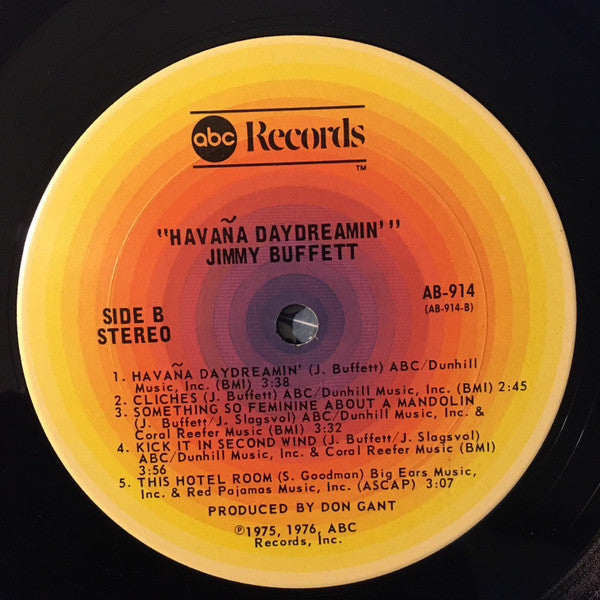 abc Records
TM
"HAVAÑA DAYDREAMIN'"
JIMMY BUFFETT
SIDE B
STEREO
AB-914
(AB-914-B)
1. HAVAÑA DAYDREAMIN' (J. Buffett) ABC/Dunhill
Music, Inc. (BMI) 3:38
2. CLICHES (J. Buffett) ABC/Dunhill Music, Inc. (BMI) 2:45
3. SOMETHING SO FEMININE ABOUT A MANDOLIN
(J. Buffett/J. Slagsvol) ABC/Dunhill Music, Inc. &
Coral Reefer Music (BMI) 3:32
4. KICK IT IN SECOND WIND (J. Buffett/J. Slagsvol)
ABC/Dunhill Music, Inc. & Coral Reefer Music (BMI)
3:56
5. THIS HOTEL ROOM (S. Goodman) Big Ears Music,
Inc. & Red Pajamas Music, Inc. (ASCAP) 3:07
PRODUCED BY DON GANT
℗1975, 1976, ABC
Records, Inc.